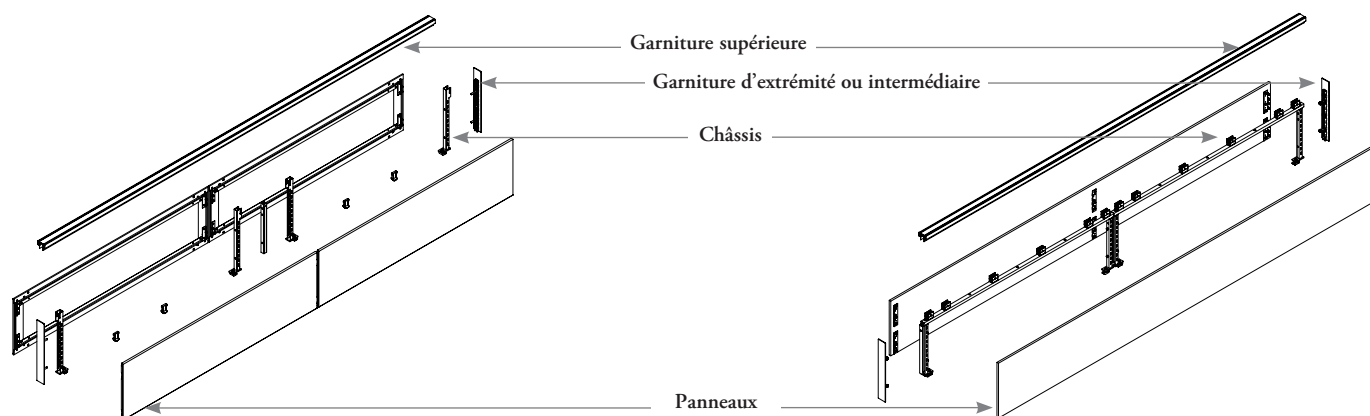 Garniture supérieure
Garniture d’extrémité ou intermédiaire
Châssis
Panneaux